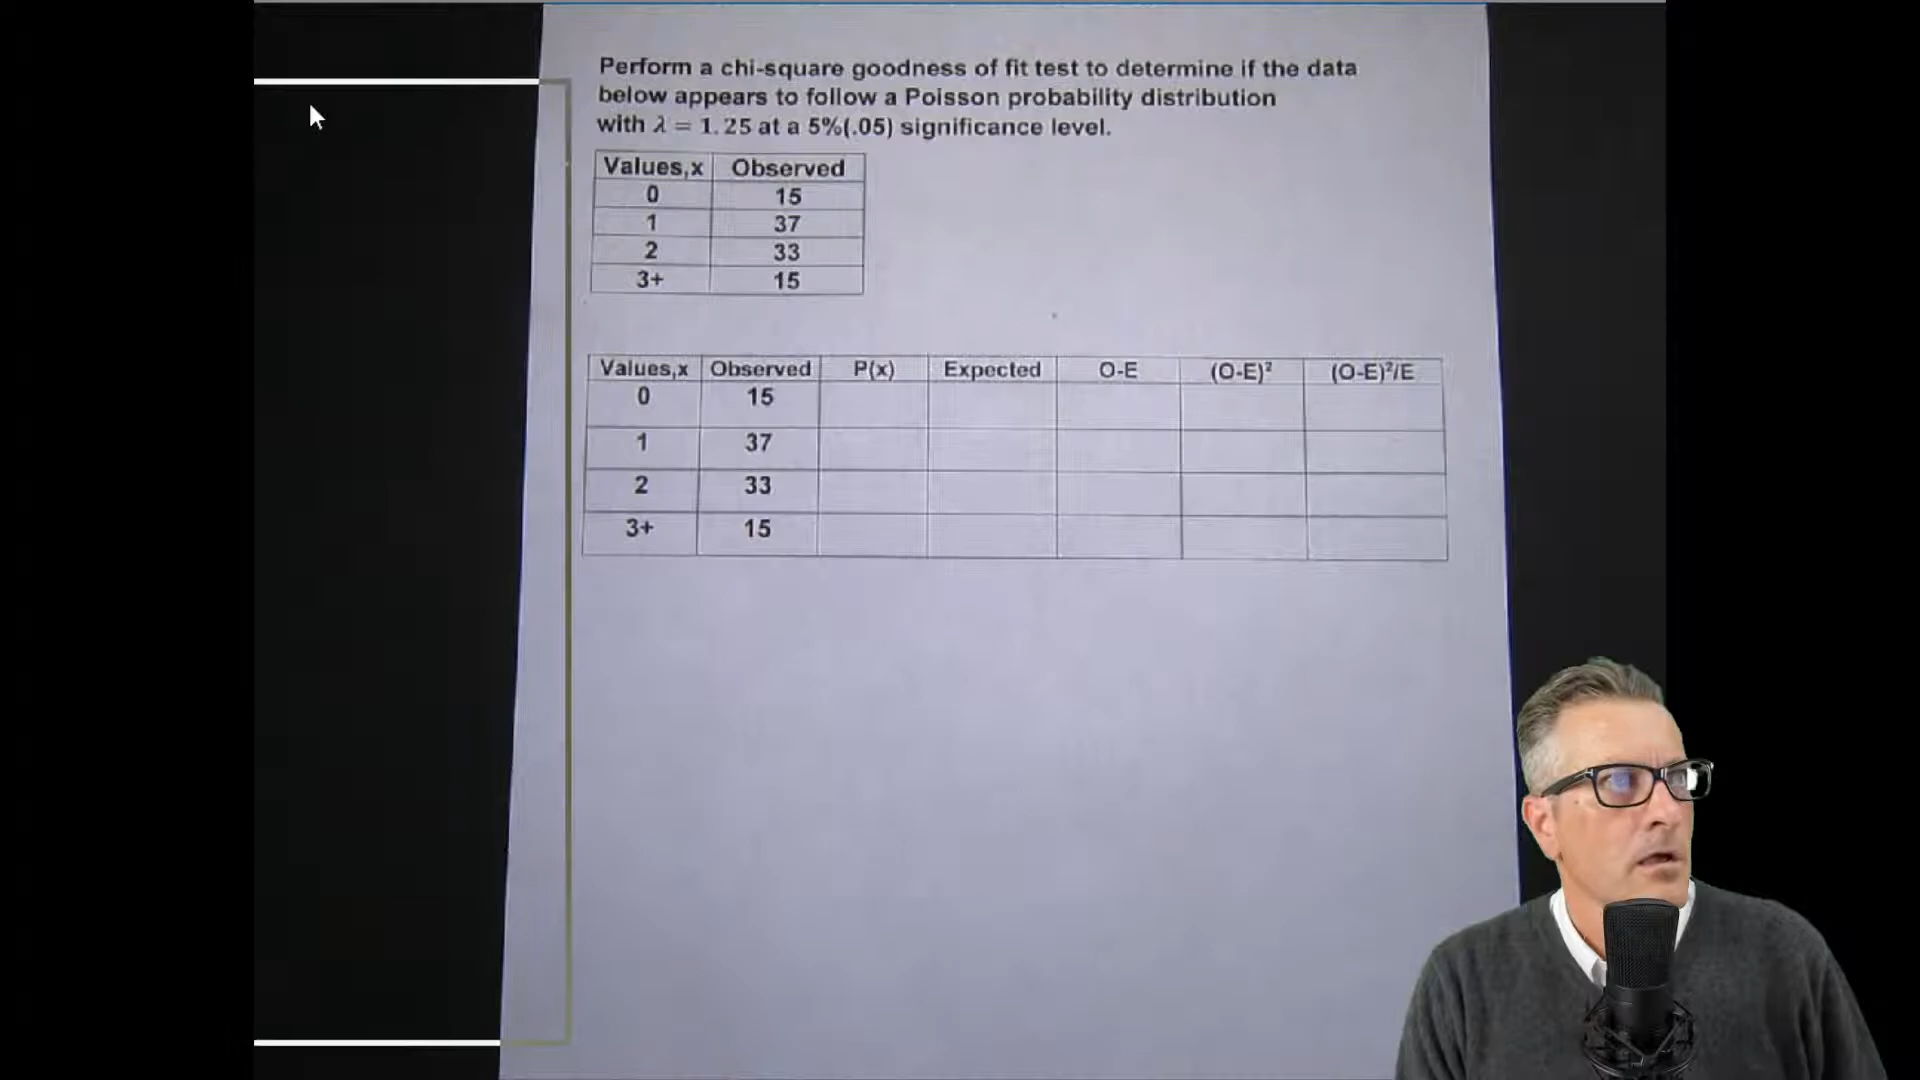 Perform a chi-square goodness of fit test to determine if the data
below appears to follow a Poisson probability distribution
with λ = 1.25 at a 5%(.05) significance level.
Values,x Observed
0 15
1 37
2 33
3+ 15
Values,x Observed P(x) Expected O-E (O-E)² (O-E)²/E
0 15
1 37
2 33
3+ 15